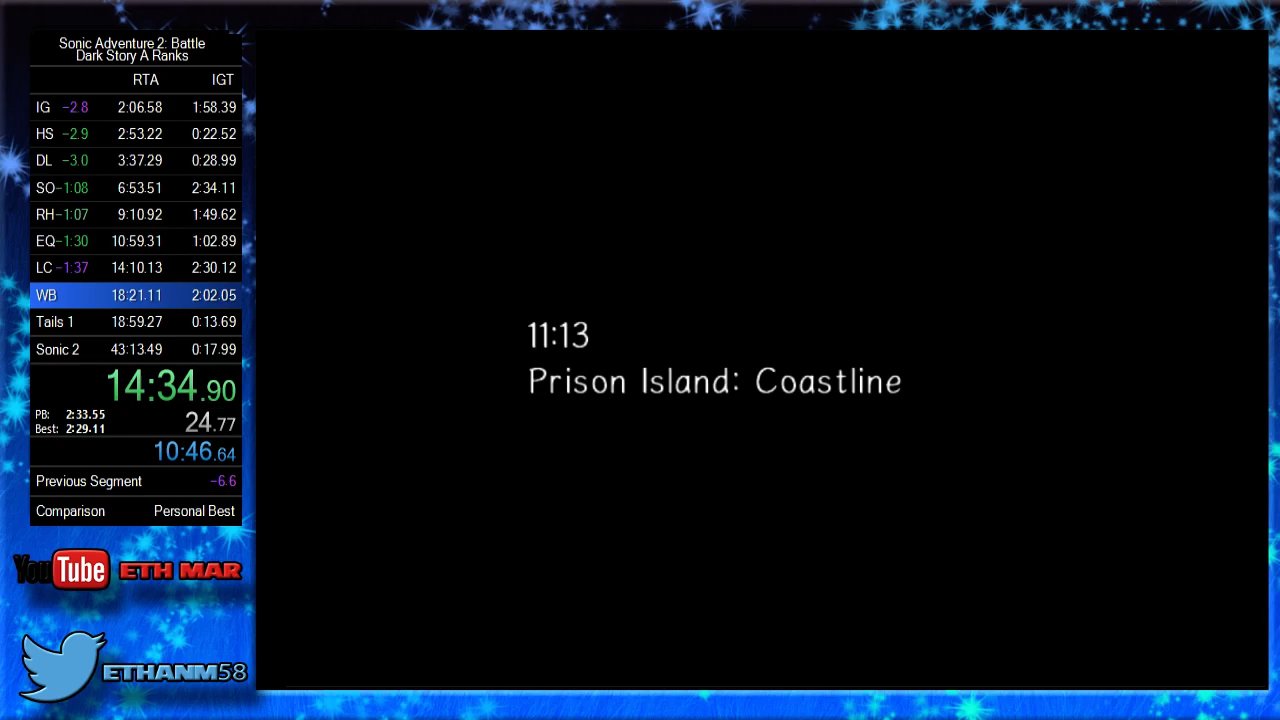 Sonic Adventure 2: Battle
Dark Story A Ranks
RTA IGT
IG -2.8 2:06.58 1:58.39
HS -2.9 2:53.22 0:22.52
DL -3.0 3:37.29 0:28.99
SO -1:08 6:53.51 2:34.11
RH -1:07 9:10.92 1:49.62
EQ -1:30 10:59.31 1:02.89
LC -1:37 14:10.13 2:30.12
WB 18:21.11 2:02.05
Tails 1 18:59.27 0:13.69
Sonic 2 43:13.49 0:17.99
14:34.90
PB: 2:33.55
Best: 2:29.11
24.77
10:46.64
Previous Segment -6.6
Comparison Personal Best
YouTube ETH MAR
ETHANM58
11:13
Prison Island: Coastline